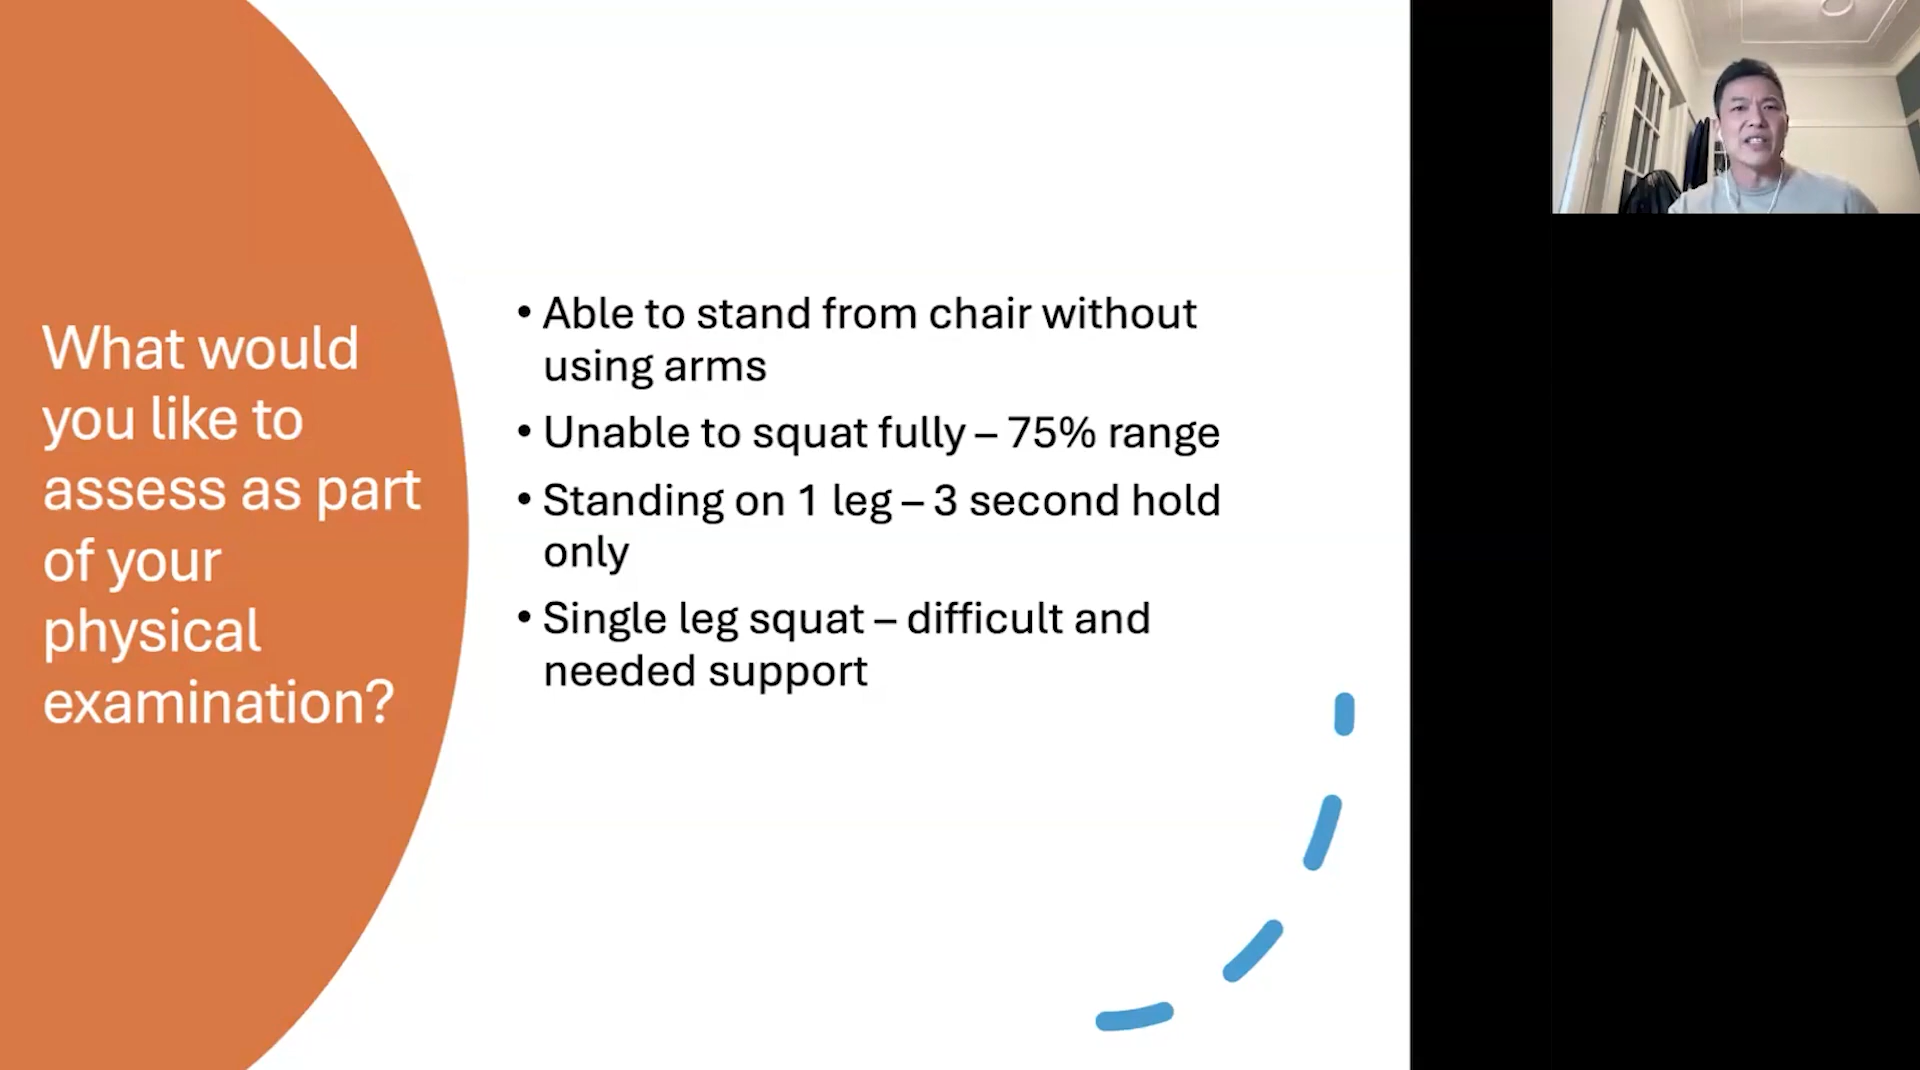 What would
you like to
assess as part
of your
physical
examination?
• Able to stand from chair without
using arms
• Unable to squat fully – 75% range
• Standing on 1 leg – 3 second hold
only
• Single leg squat – difficult and
needed support